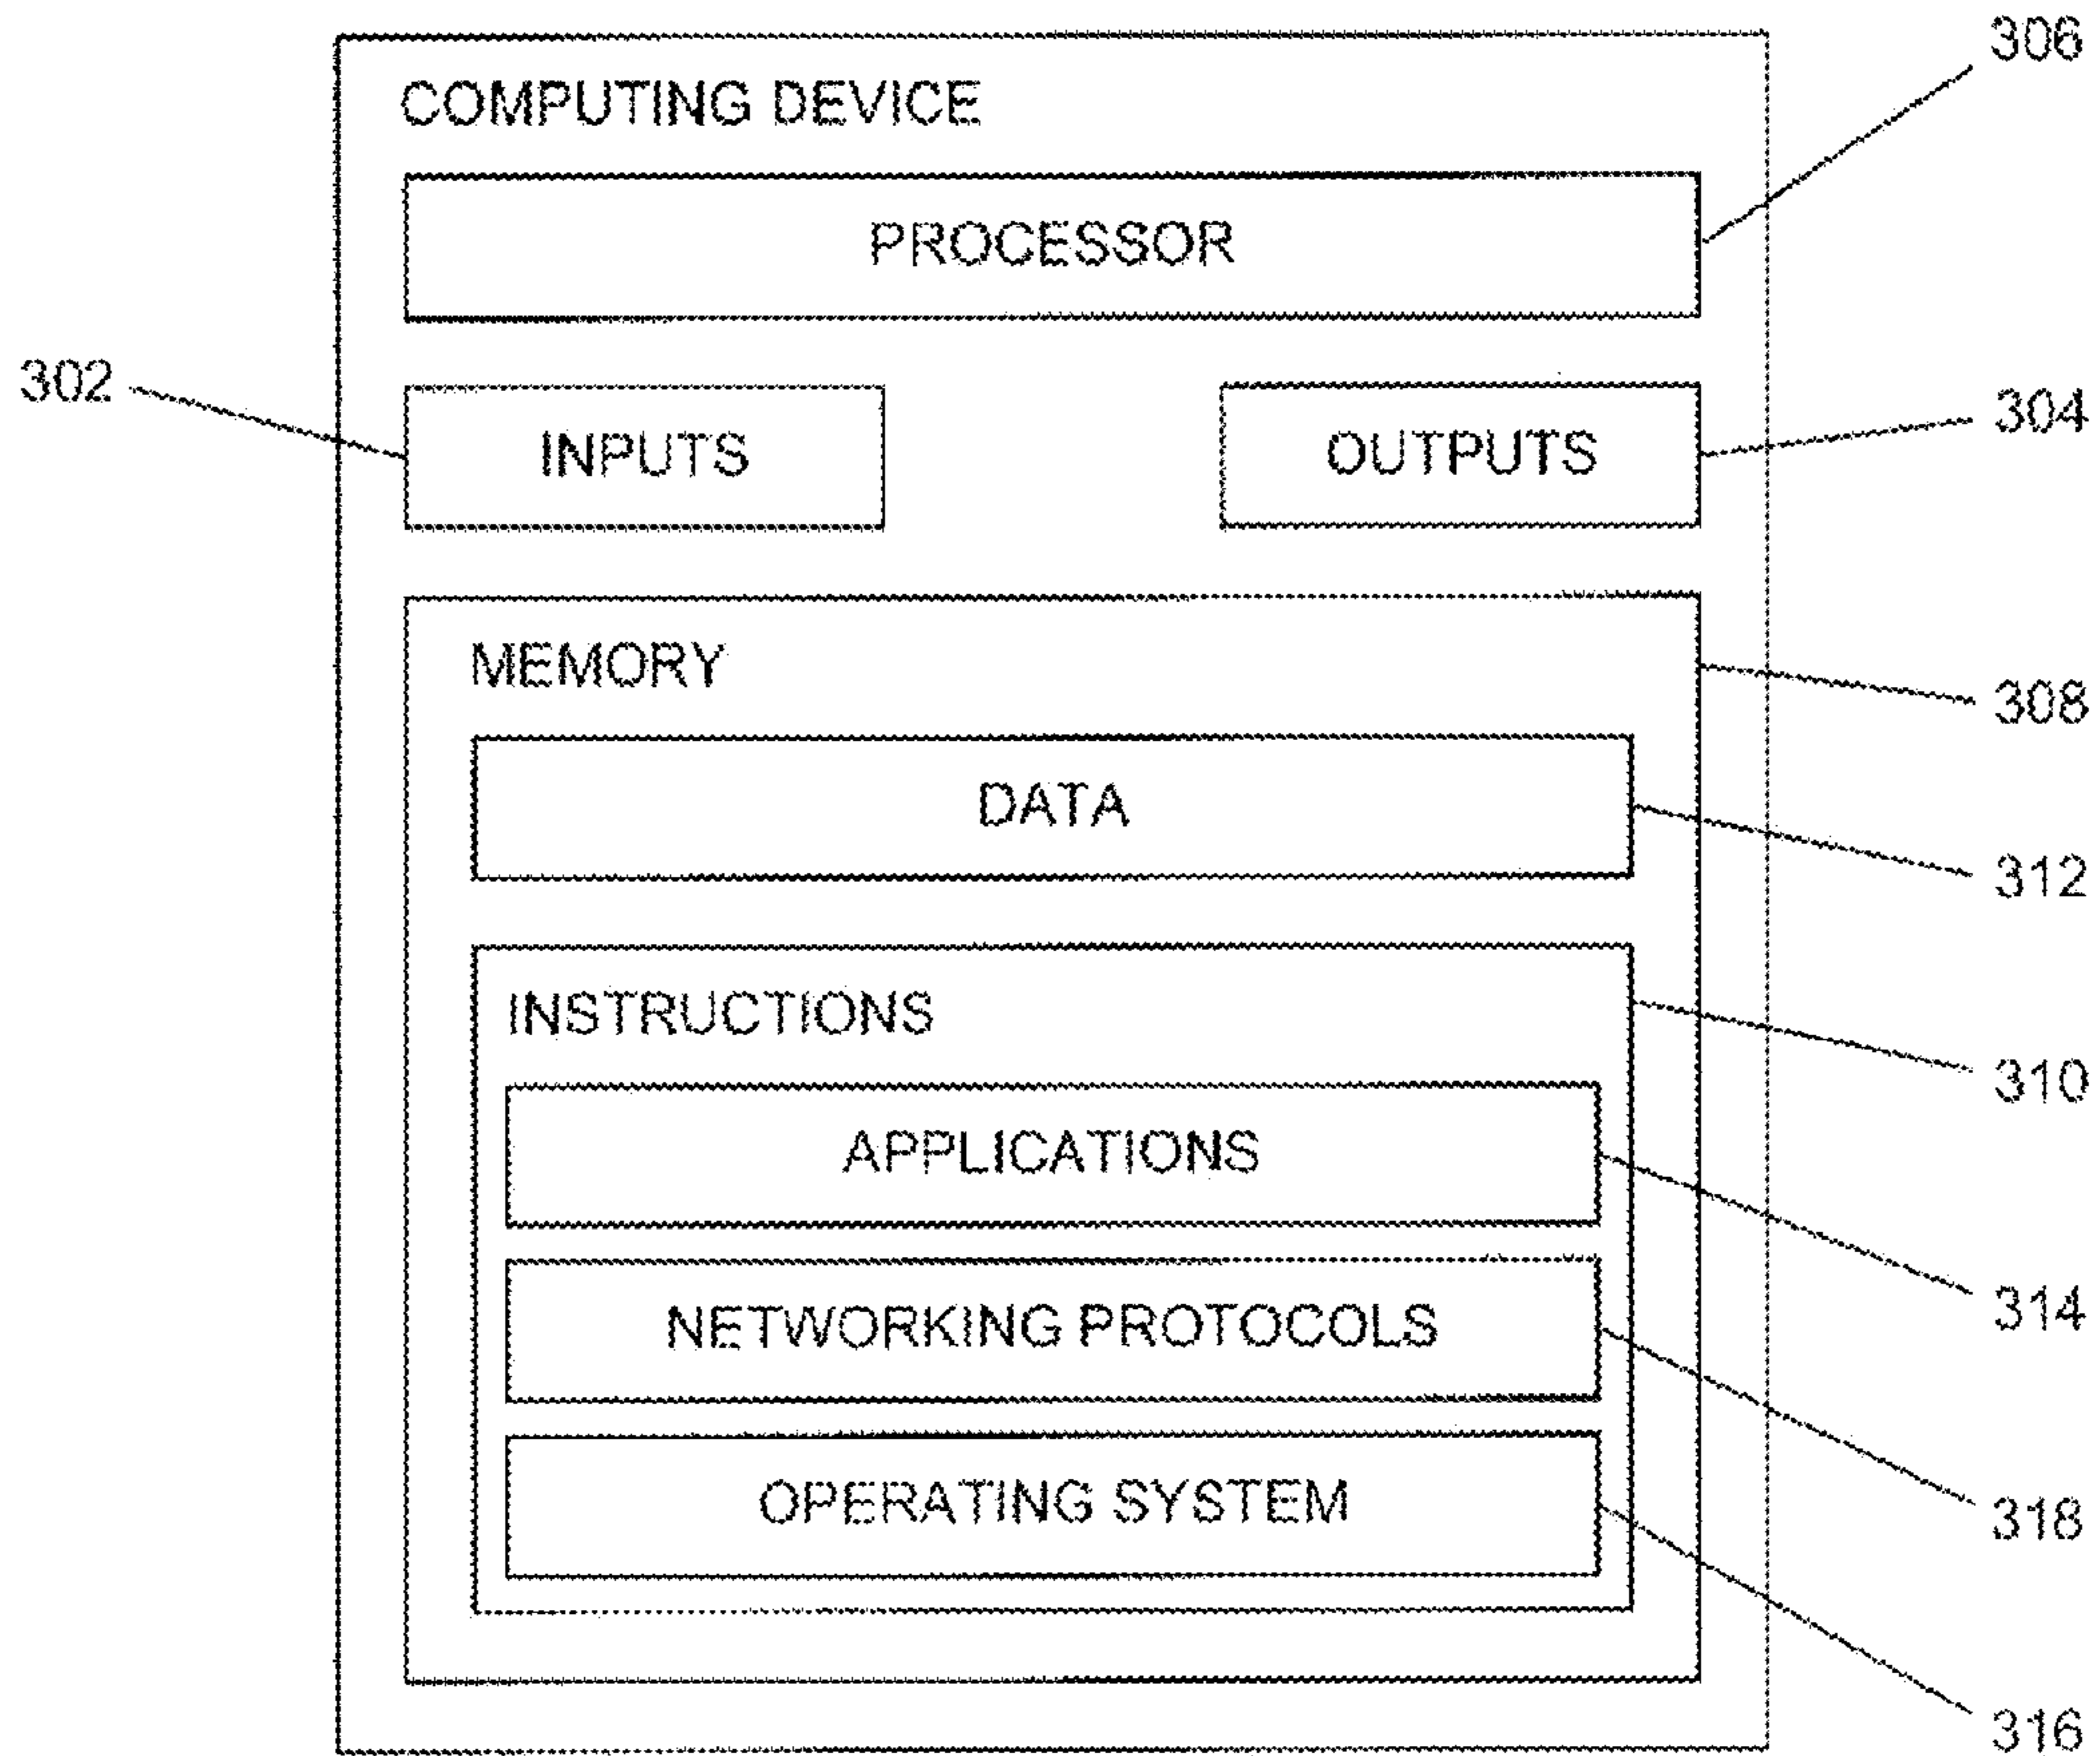 306
COMPUTING DEVICE
PROCESSOR
302
INPUTS
OUTPUTS
304
MEMORY
308
DATA
312
INSTRUCTIONS
310
APPLICATIONS
314
NETWORKING PROTOCOLS
318
OPERATING SYSTEM
316